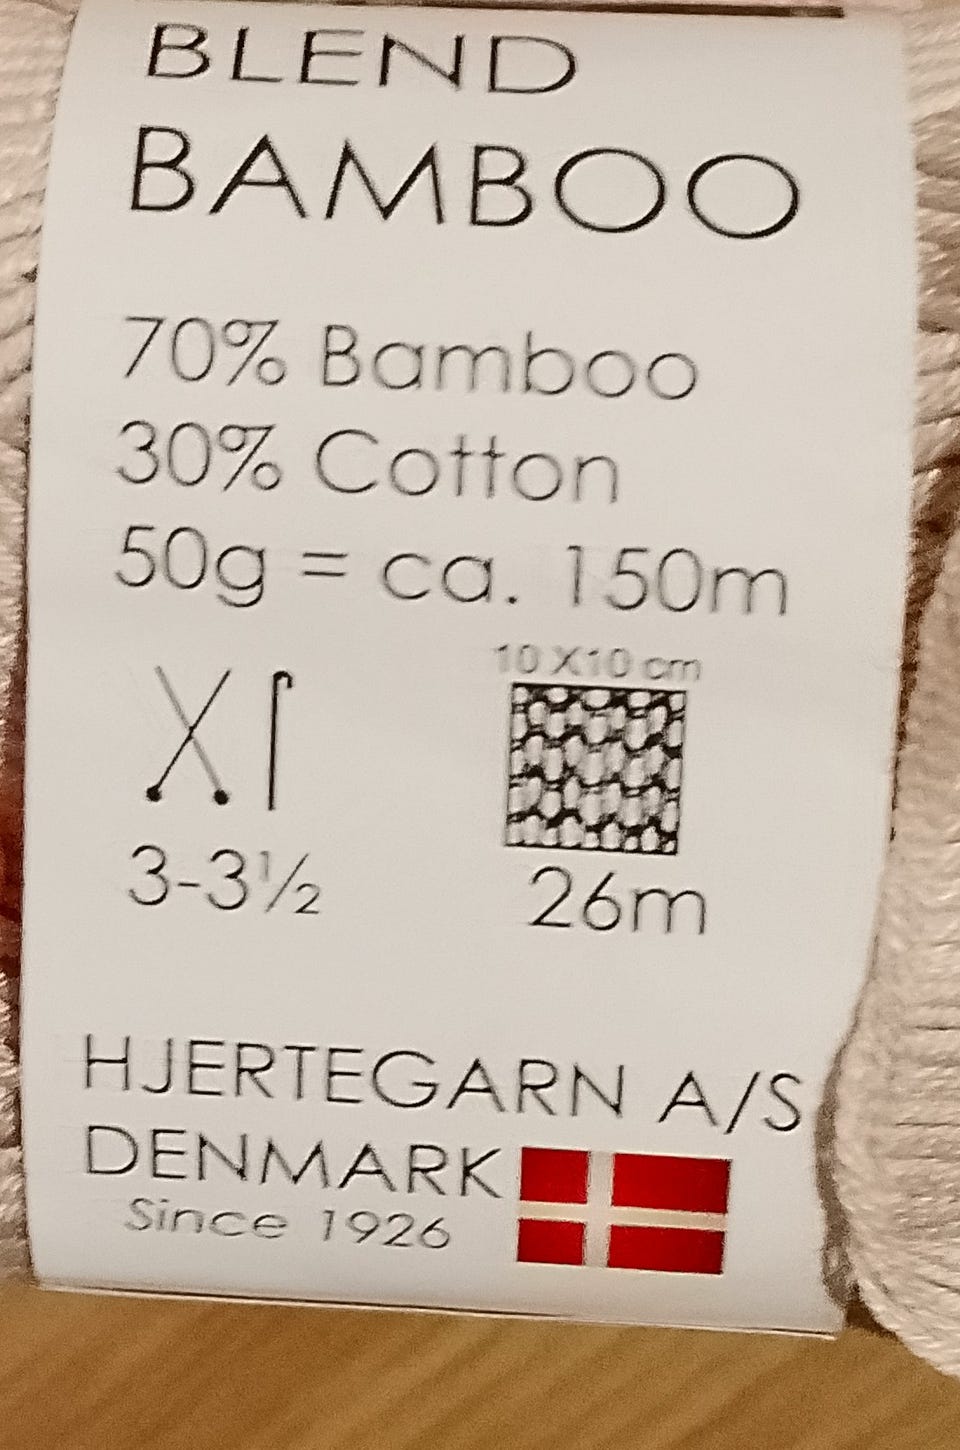 BLEND
BAMBOO
70% Bamboo
30% Cotton
50g = ca. 150m
10 X10 cm
3-3½
26m
HJERTEGARN A/S
DENMARK
Since 1926